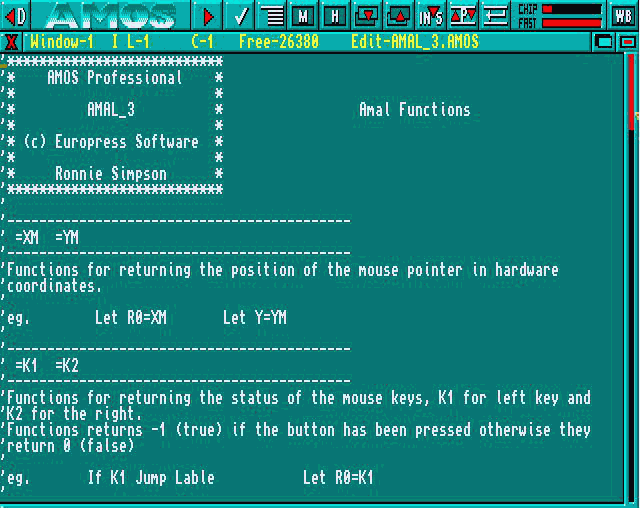 D AMOS M H IN'S P CHIP FAST WB
X Window-1 I L-1 C-1 Free-26380 Edit-AMAL_3.AMOS
'***************************
'* AMOS Professional *
'* *
'* AMAL_3 * Amal Functions
'* *
'* (c) Europress Software *
'* *
'* Ronnie Simpson *
'***************************
'
'-------------------------------------------
' =XM =YM
'-------------------------------------------
'Functions for returning the position of the mouse pointer in hardware
'coordinates.
'
'eg. Let R0=XM Let Y=YM
'
'-------------------------------------------
' =K1 =K2
'-------------------------------------------
'Functions for returning the status of the mouse keys, K1 for left key and
'K2 for the right.
'Functions returns -1 (true) if the button has been pressed otherwise they
'return 0 (false)
'
'eg. If K1 Jump Lable Let R0=K1
'